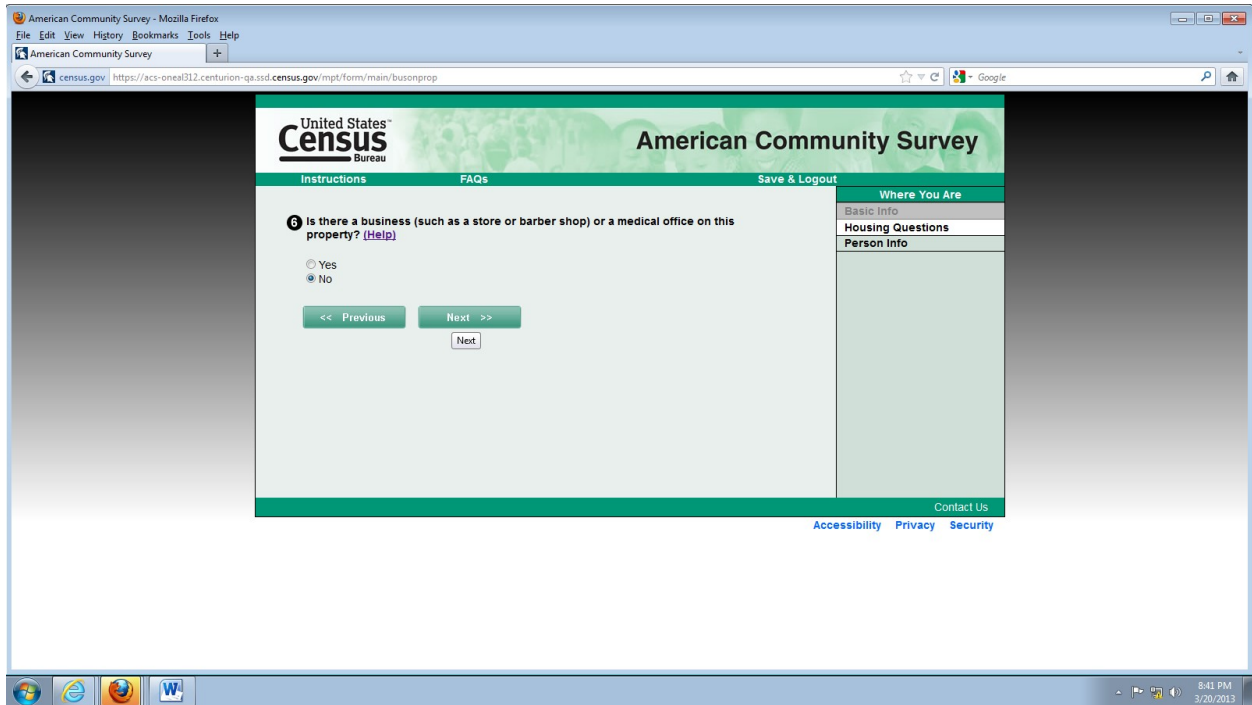 American Community Survey - Mozilla Firefox
File Edit View History Bookmarks Tools Help
American Community Survey +
census.gov https://acs-oneal312.centurion-qa.ssd.census.gov/mpt/form/main/busonprop Google
United States™
Census
Bureau
American Community Survey
Instructions FAQs Save & Logout
Where You Are
Basic Info
Housing Questions
Person Info
6 Is there a business (such as a store or barber shop) or a medical office on this
property? (Help)
Yes
No
<< Previous Next >>
Next
Contact Us
Accessibility Privacy Security
W
8:41 PM
3/20/2013